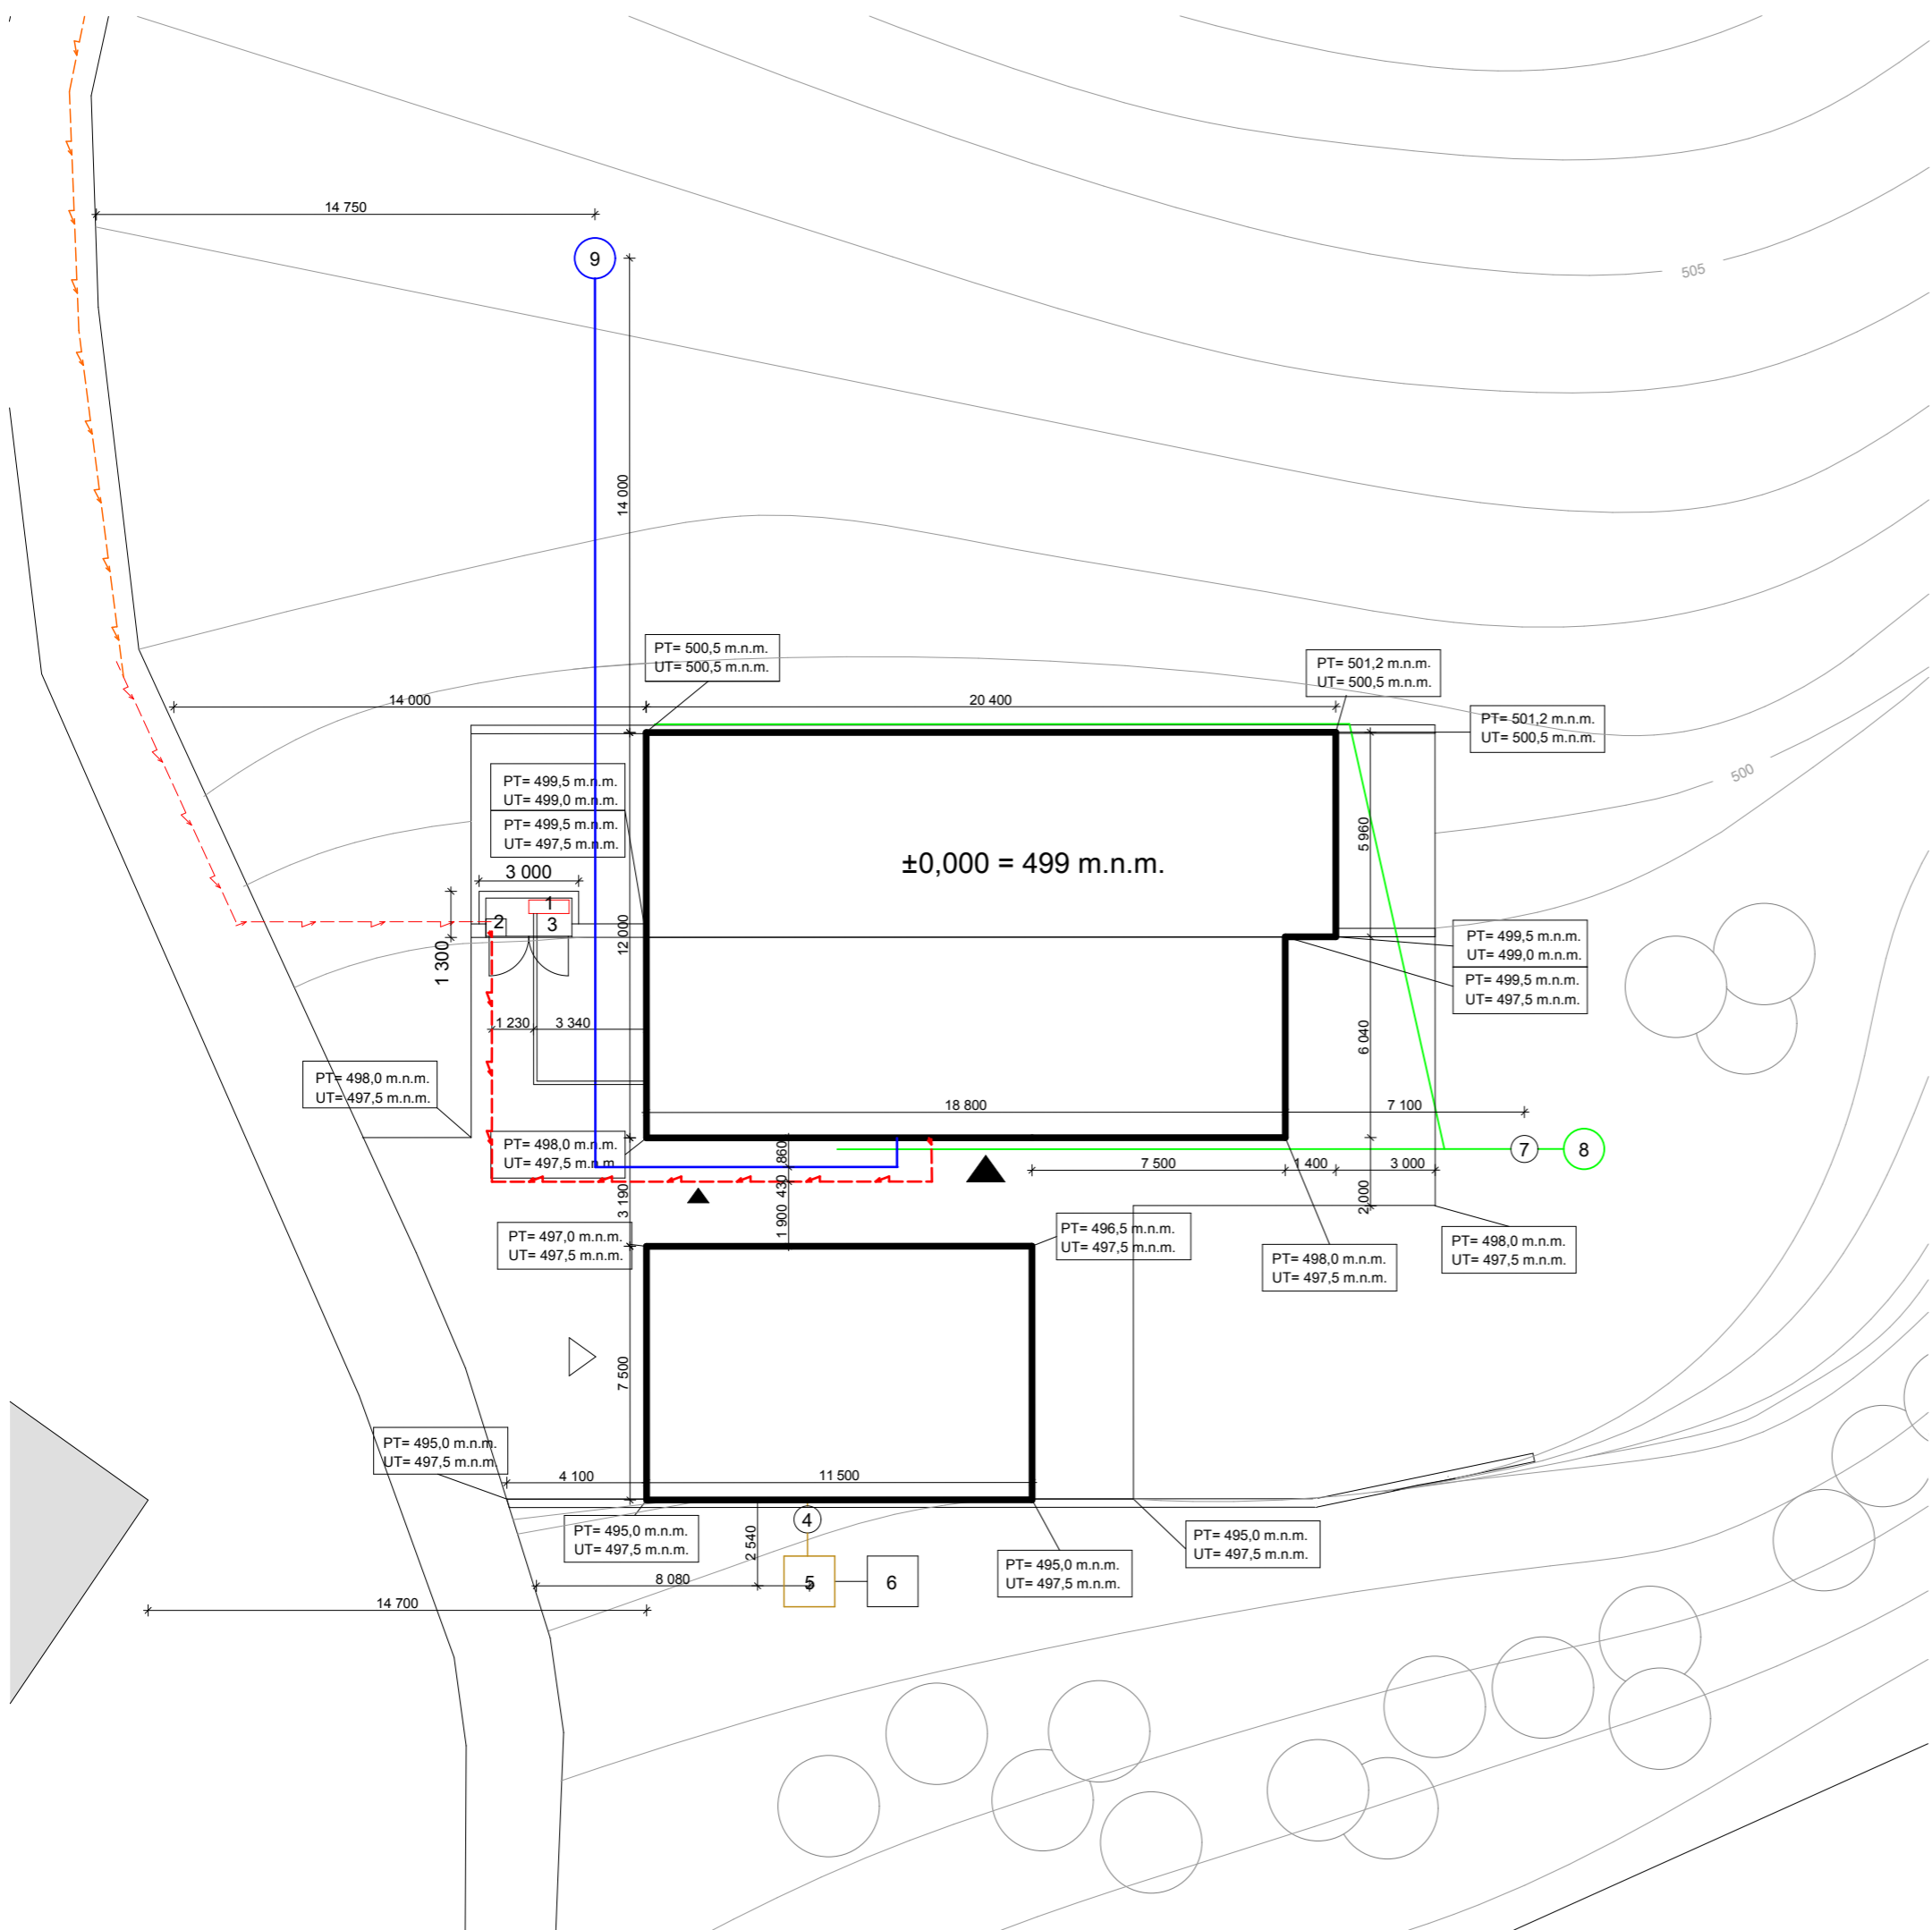 14 750
9
505
14 000
PT= 500,5 m.n.m.
UT= 500,5 m.n.m.
PT= 501,2 m.n.m.
UT= 500,5 m.n.m.
14 000
20 400
PT= 501,2 m.n.m.
UT= 500,5 m.n.m.
500
PT= 499,5 m.n.m.
UT= 499,0 m.n.m.
PT= 499,5 m.n.m.
UT= 497,5 m.n.m.
5 960
±0,000 = 499 m.n.m.
3 000
1
2
3
12 000
1 300
PT= 499,5 m.n.m.
UT= 499,0 m.n.m.
PT= 499,5 m.n.m.
UT= 497,5 m.n.m.
1 230
3 340
6 040
PT= 498,0 m.n.m.
UT= 497,5 m.n.m.
18 800
7 100
PT= 498,0 m.n.m.
UT= 497,5 m.n.m.
860
7
8
7 500
1 400
3 000
430
3 190
2 000
1 900
PT= 497,0 m.n.m.
UT= 497,5 m.n.m.
PT= 496,5 m.n.m.
UT= 497,5 m.n.m.
PT= 498,0 m.n.m.
UT= 497,5 m.n.m.
PT= 498,0 m.n.m.
UT= 497,5 m.n.m.
7 500
PT= 495,0 m.n.m.
UT= 497,5 m.n.m.
4 100
11 500
4
PT= 495,0 m.n.m.
UT= 497,5 m.n.m.
2 540
PT= 495,0 m.n.m.
UT= 497,5 m.n.m.
PT= 495,0 m.n.m.
UT= 497,5 m.n.m.
8 080
5
6
14 700